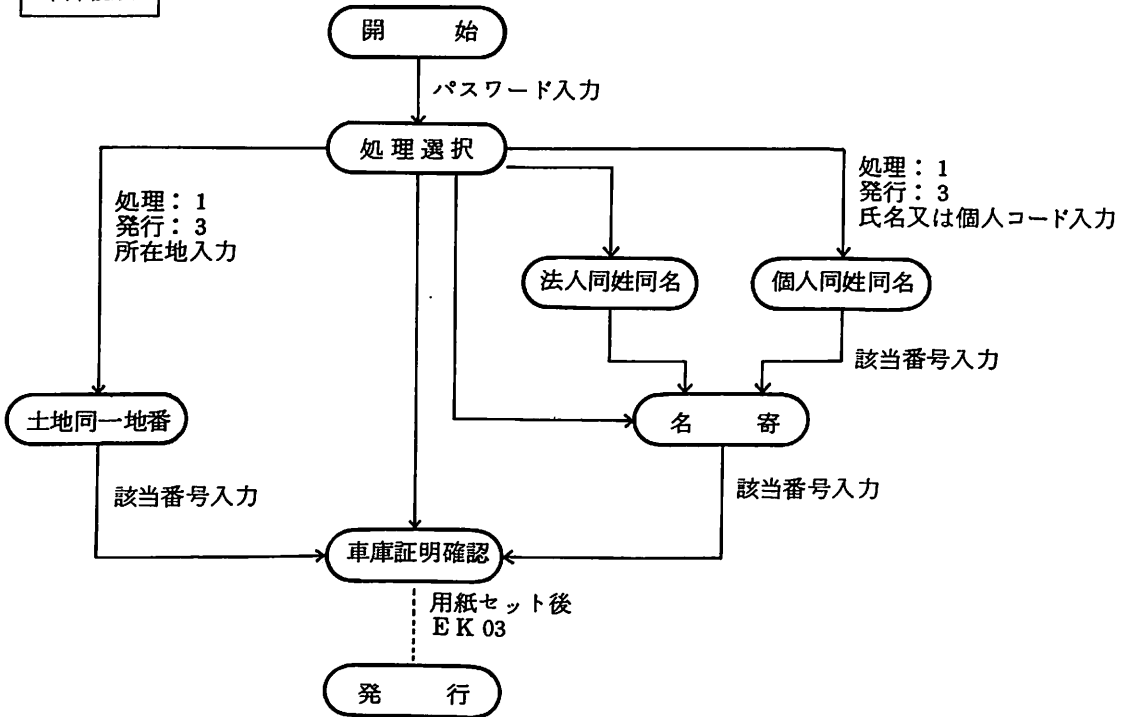 開始
パスワード入力
処理選択
処理：1
発行：3
所在地入力
処理：1
発行：3
氏名又は個人コード入力
法人同姓同名
個人同姓同名
該当番号入力
土地同一地番
名寄
該当番号入力
該当番号入力
車庫証明確認
用紙セット後
EK 03
発行